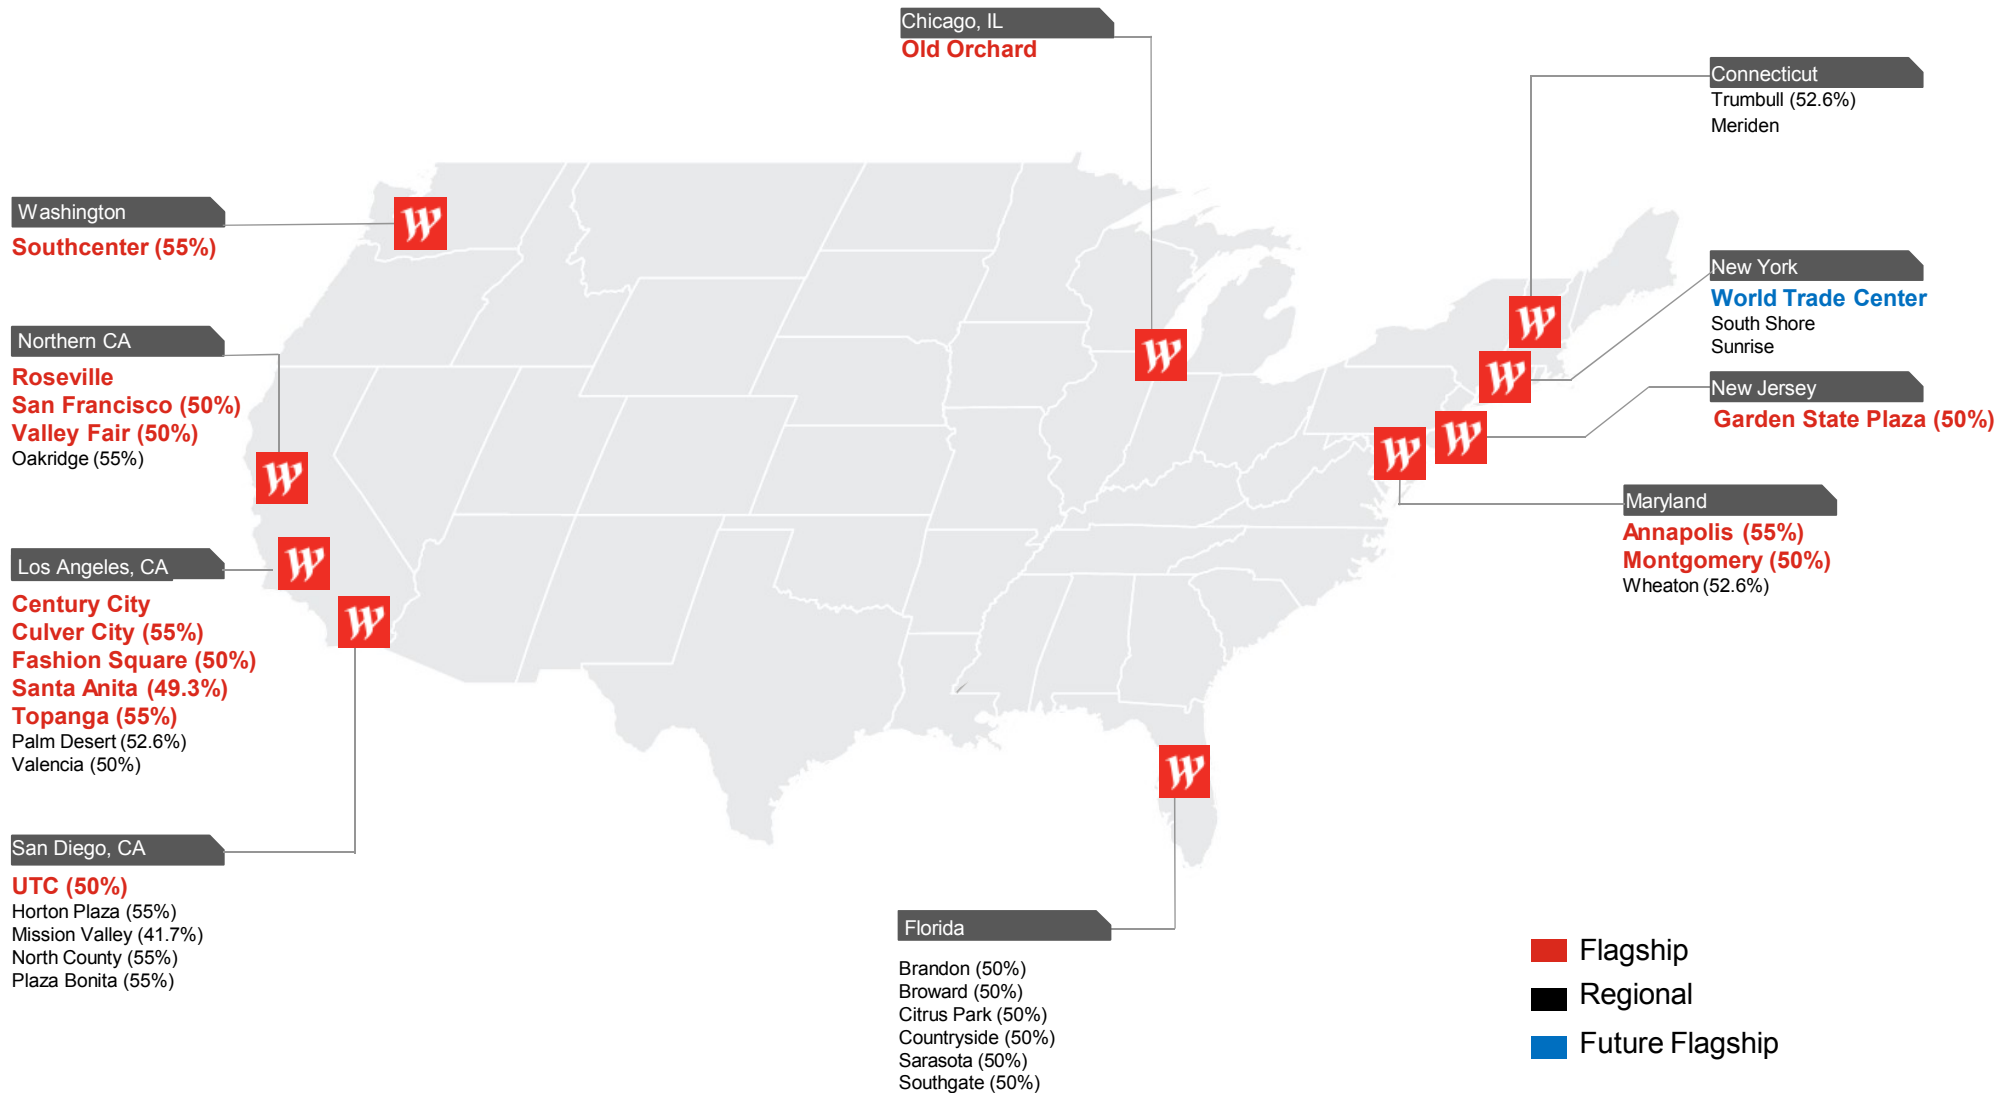 Chicago, IL
Old Orchard
Connecticut
Trumbull (52.6%)
Meriden
Washington
Southcenter (55%)
New York
World Trade Center
South Shore
Sunrise
Northern CA
Roseville
San Francisco (50%)
Valley Fair (50%)
Oakridge (55%)
New Jersey
Garden State Plaza (50%)
Maryland
Annapolis (55%)
Montgomery (50%)
Wheaton (52.6%)
Los Angeles, CA
Century City
Culver City (55%)
Fashion Square (50%)
Santa Anita (49.3%)
Topanga (55%)
Palm Desert (52.6%)
Valencia (50%)
San Diego, CA
UTC (50%)
Horton Plaza (55%)
Mission Valley (41.7%)
North County (55%)
Plaza Bonita (55%)
Florida
Brandon (50%)
Broward (50%)
Citrus Park (50%)
Countryside (50%)
Sarasota (50%)
Southgate (50%)
Flagship
Regional
Future Flagship
W
W
W
W
W
W
W
W
W
W